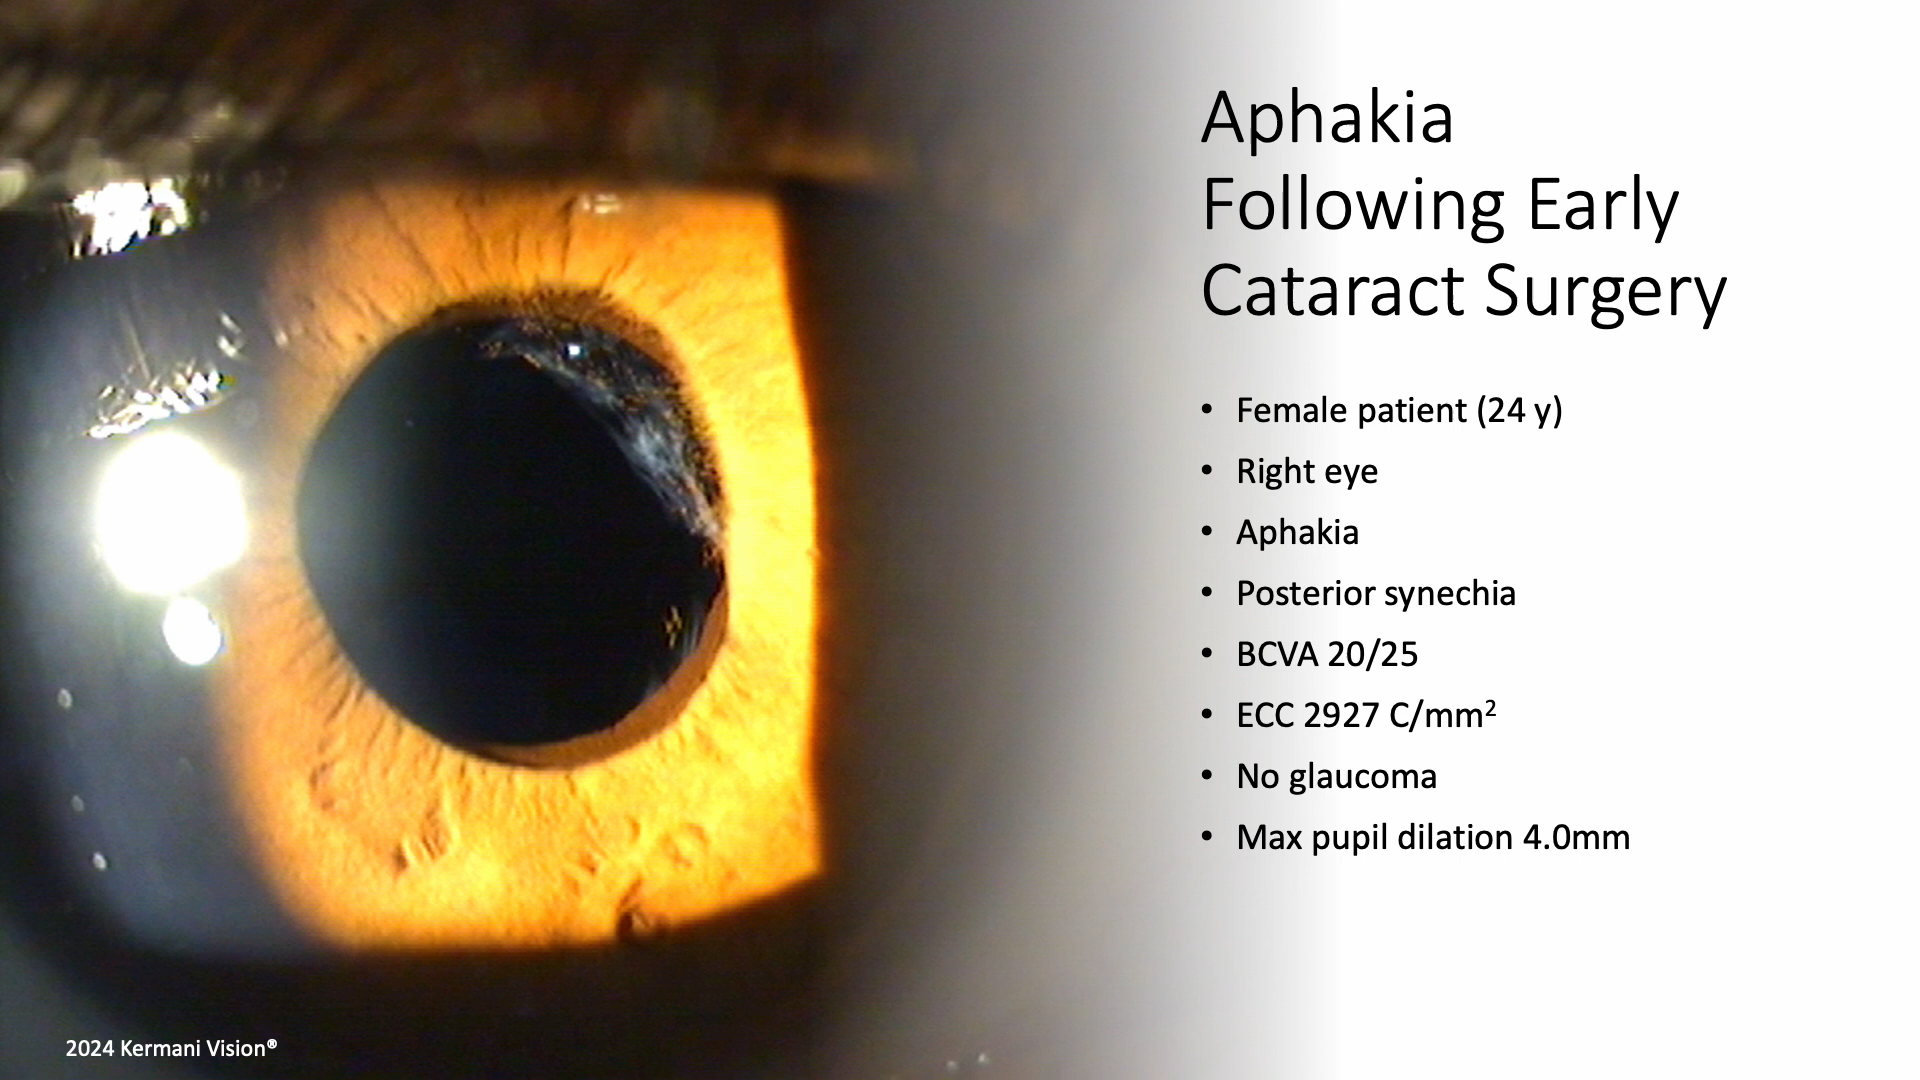 Aphakia
Following Early
Cataract Surgery
• Female patient (24 y)
• Right eye
• Aphakia
• Posterior synechia
• BCVA 20/25
• ECC 2927 C/mm²
• No glaucoma
• Max pupil dilation 4.0mm
2024 Kermani Vision®